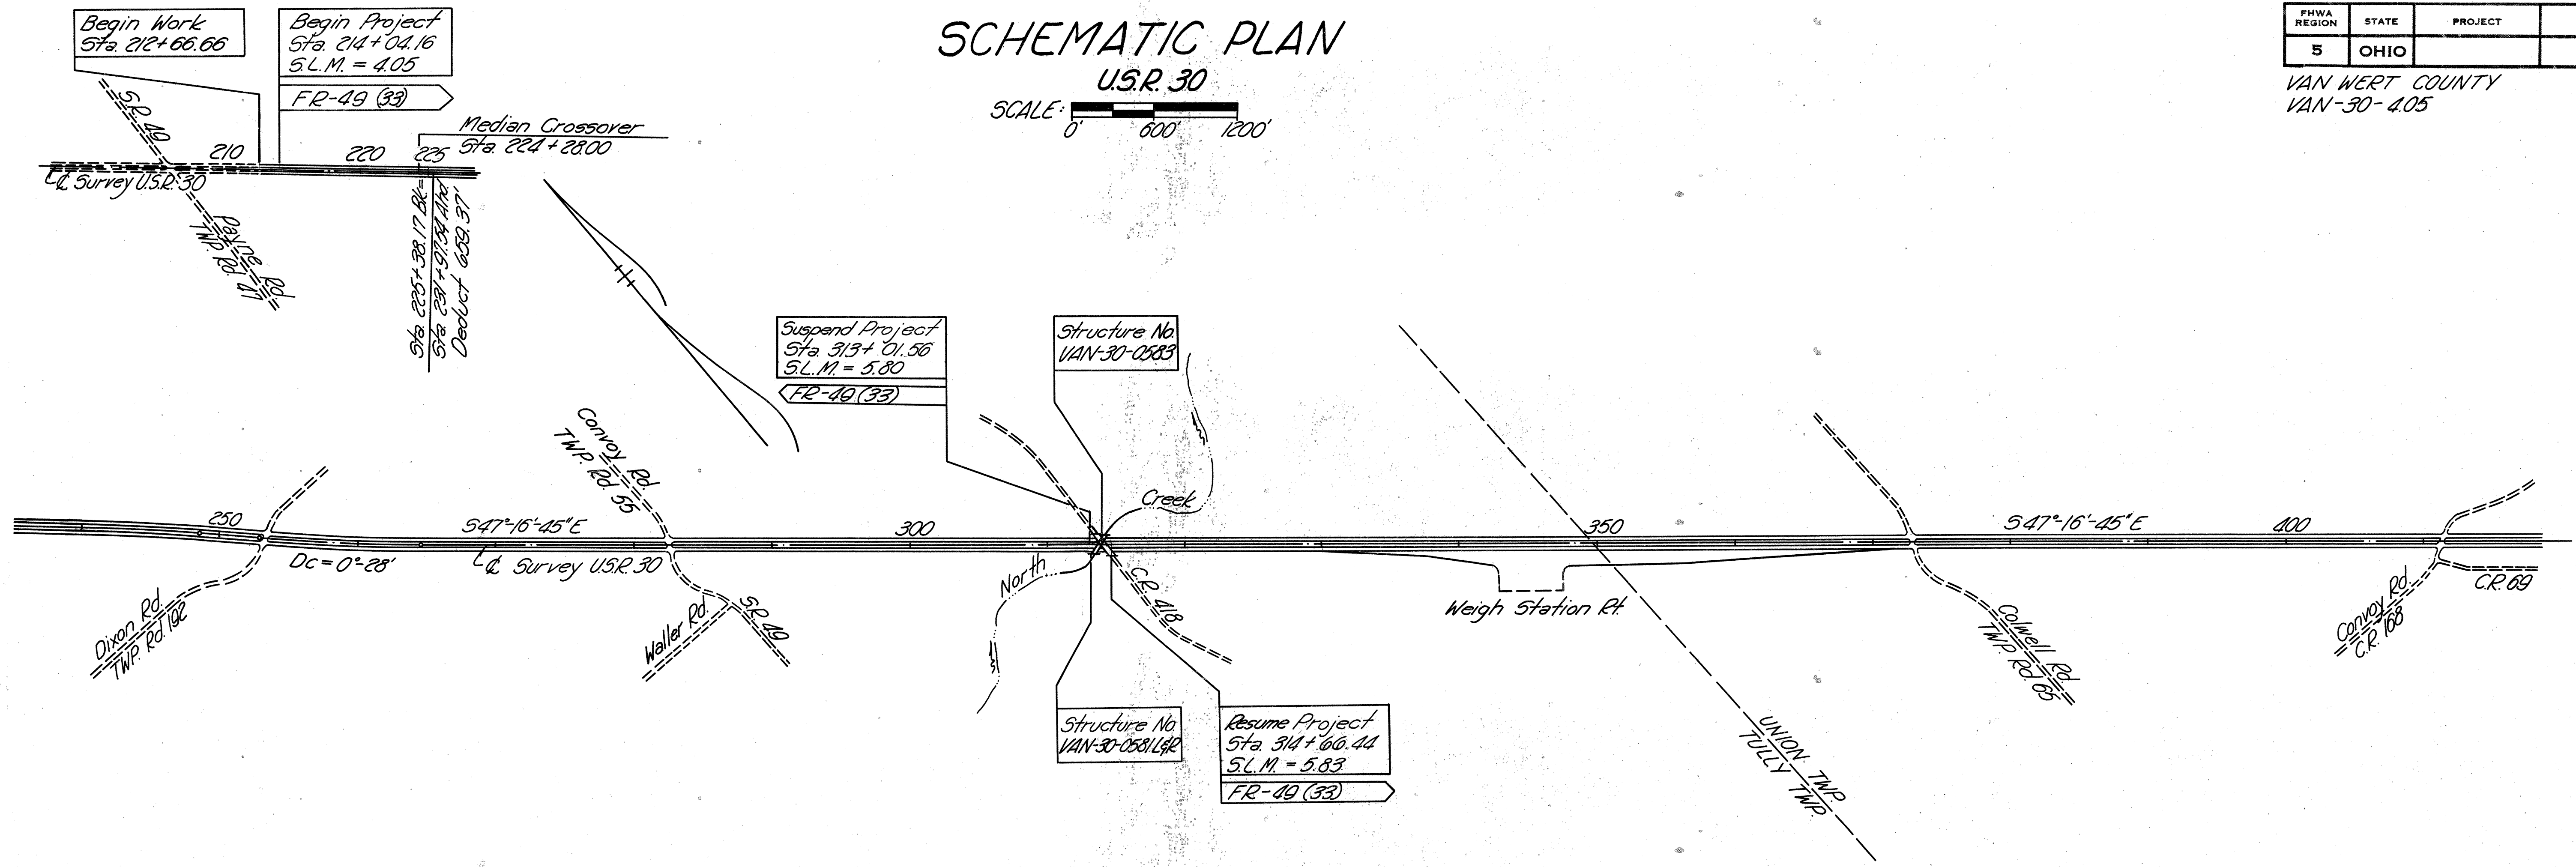 Begin Work
Sta. 212+66.66
Begin Project
Sta. 214+04.16
S.L.M. = 4.05
FR-49 (33)
SCHEMATIC PLAN
U.S.R. 30
SCALE:
0' 600' 1200'
FHWA REGION STATE PROJECT
5 OHIO
VAN WERT COUNTY
VAN-30-4.05
S.R. 49
210 220 225
Median Crossover
Sta. 224+28.00
℄ Survey U.S.R. 30
Payne Rd.
TWP. Rd. 47
Sta. 225+38.17 Bk.=
Sta. 231+97.54 Ahd.
Deduct 659.37'
Suspend Project
Sta. 313+01.56
S.L.M. = 5.80
FR-49 (33)
Structure No.
VAN-30-0583
Convoy Rd.
TWP. Rd. 55
250
S47°-16'-45"E
300
Creek
350
S47°-16'-45"E
400
Dc = 0°-28'
℄ Survey U.S.R. 30
North
C.R. 418
Dixon Rd.
TWP. Rd. 192
Waller Rd.
S.R. 49
Weigh Station Rt.
Colwell Rd.
TWP. Rd. 65
Convoy Rd.
C.R. 168
C.R. 69
Structure No.
VAN-30-0581L&R
Resume Project
Sta. 314+66.44
S.L.M. = 5.83
FR-49 (33)
UNION TWP.
TULLY TWP.